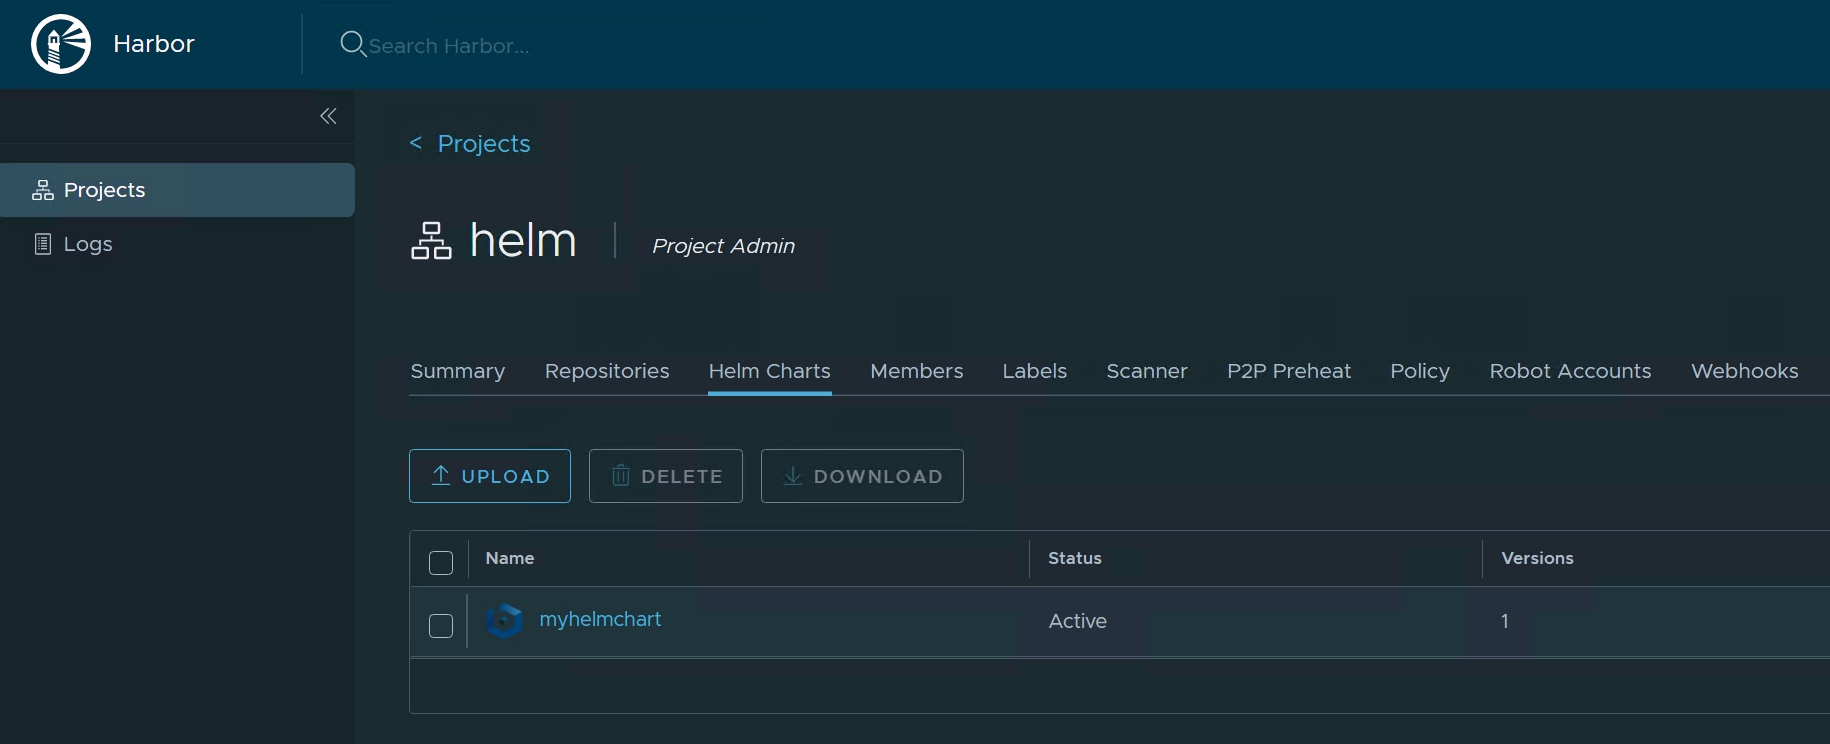 Harbor
Search Harbor...
Projects
Logs
< Projects
helm Project Admin
Summary Repositories Helm Charts Members Labels Scanner P2P Preheat Policy Robot Accounts Webhooks
UPLOAD DELETE DOWNLOAD
Name Status Versions
myhelmchart Active 1